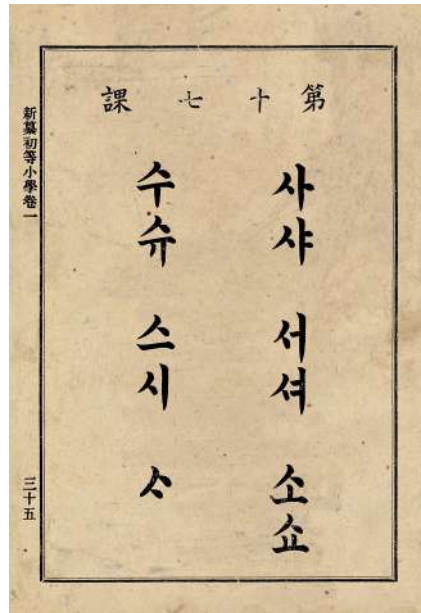 第十七課
사샤 서셔 소쇼
수슈 스시 ᄉᆞ
新纂初等小學卷一
三十五